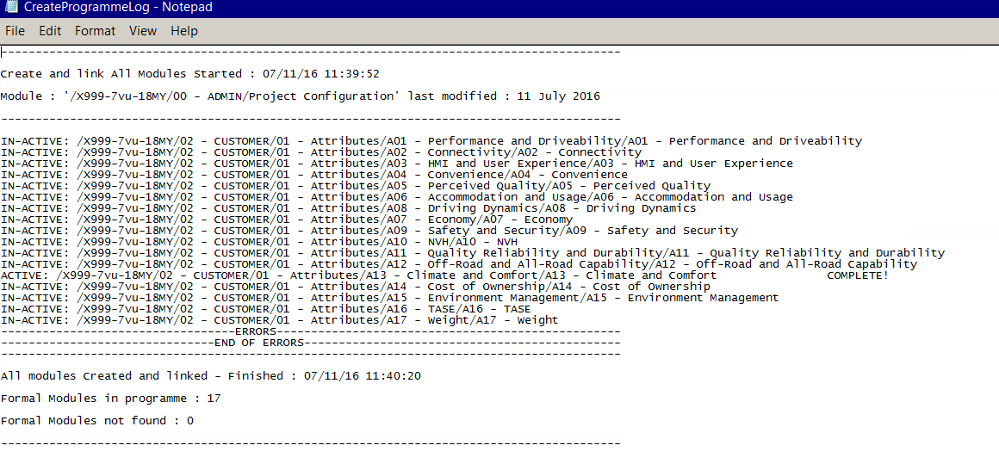 CreateProgrammeLog - Notepad
File Edit Format View Help
------------------------------------------------------------------------------------------
Create and link All Modules Started : 07/11/16 11:39:52
Module : '/X999-7vu-18MY/00 - ADMIN/Project Configuration' last modified : 11 July 2016
------------------------------------------------------------------------------------------
IN-ACTIVE: /X999-7vu-18MY/02 - CUSTOMER/01 - Attributes/A01 - Performance and Driveability/A01 - Performance and Driveability
IN-ACTIVE: /X999-7vu-18MY/02 - CUSTOMER/01 - Attributes/A02 - Connectivity/A02 - Connectivity
IN-ACTIVE: /X999-7vu-18MY/02 - CUSTOMER/01 - Attributes/A03 - HMI and User Experience/A03 - HMI and User Experience
IN-ACTIVE: /X999-7vu-18MY/02 - CUSTOMER/01 - Attributes/A04 - Convenience/A04 - Convenience
IN-ACTIVE: /X999-7vu-18MY/02 - CUSTOMER/01 - Attributes/A05 - Perceived Quality/A05 - Perceived Quality
IN-ACTIVE: /X999-7vu-18MY/02 - CUSTOMER/01 - Attributes/A06 - Accommodation and Usage/A06 - Accommodation and Usage
IN-ACTIVE: /X999-7vu-18MY/02 - CUSTOMER/01 - Attributes/A08 - Driving Dynamics/A08 - Driving Dynamics
IN-ACTIVE: /X999-7vu-18MY/02 - CUSTOMER/01 - Attributes/A07 - Economy/A07 - Economy
IN-ACTIVE: /X999-7vu-18MY/02 - CUSTOMER/01 - Attributes/A09 - Safety and Security/A09 - Safety and Security
IN-ACTIVE: /X999-7vu-18MY/02 - CUSTOMER/01 - Attributes/A10 - NVH/A10 - NVH
IN-ACTIVE: /X999-7vu-18MY/02 - CUSTOMER/01 - Attributes/A11 - Quality Reliability and Durability/A11 - Quality Reliability and Durability
IN-ACTIVE: /X999-7vu-18MY/02 - CUSTOMER/01 - Attributes/A12 - Off-Road and All-Road Capability/A12 - Off-Road and All-Road Capability
ACTIVE: /X999-7vu-18MY/02 - CUSTOMER/01 - Attributes/A13 - Climate and Comfort/A13 - Climate and Comfort                COMPLETE!
IN-ACTIVE: /X999-7vu-18MY/02 - CUSTOMER/01 - Attributes/A14 - Cost of Ownership/A14 - Cost of Ownership
IN-ACTIVE: /X999-7vu-18MY/02 - CUSTOMER/01 - Attributes/A15 - Environment Management/A15 - Environment Management
IN-ACTIVE: /X999-7vu-18MY/02 - CUSTOMER/01 - Attributes/A16 - TASE/A16 - TASE
IN-ACTIVE: /X999-7vu-18MY/02 - CUSTOMER/01 - Attributes/A17 - Weight/A17 - Weight
----------------------------------ERRORS--------------------------------------------------
-------------------------------END OF ERRORS----------------------------------------------
------------------------------------------------------------------------------------------
All modules Created and linked - Finished : 07/11/16 11:40:20
Formal Modules in programme : 17
Formal Modules not found : 0
------------------------------------------------------------------------------------------